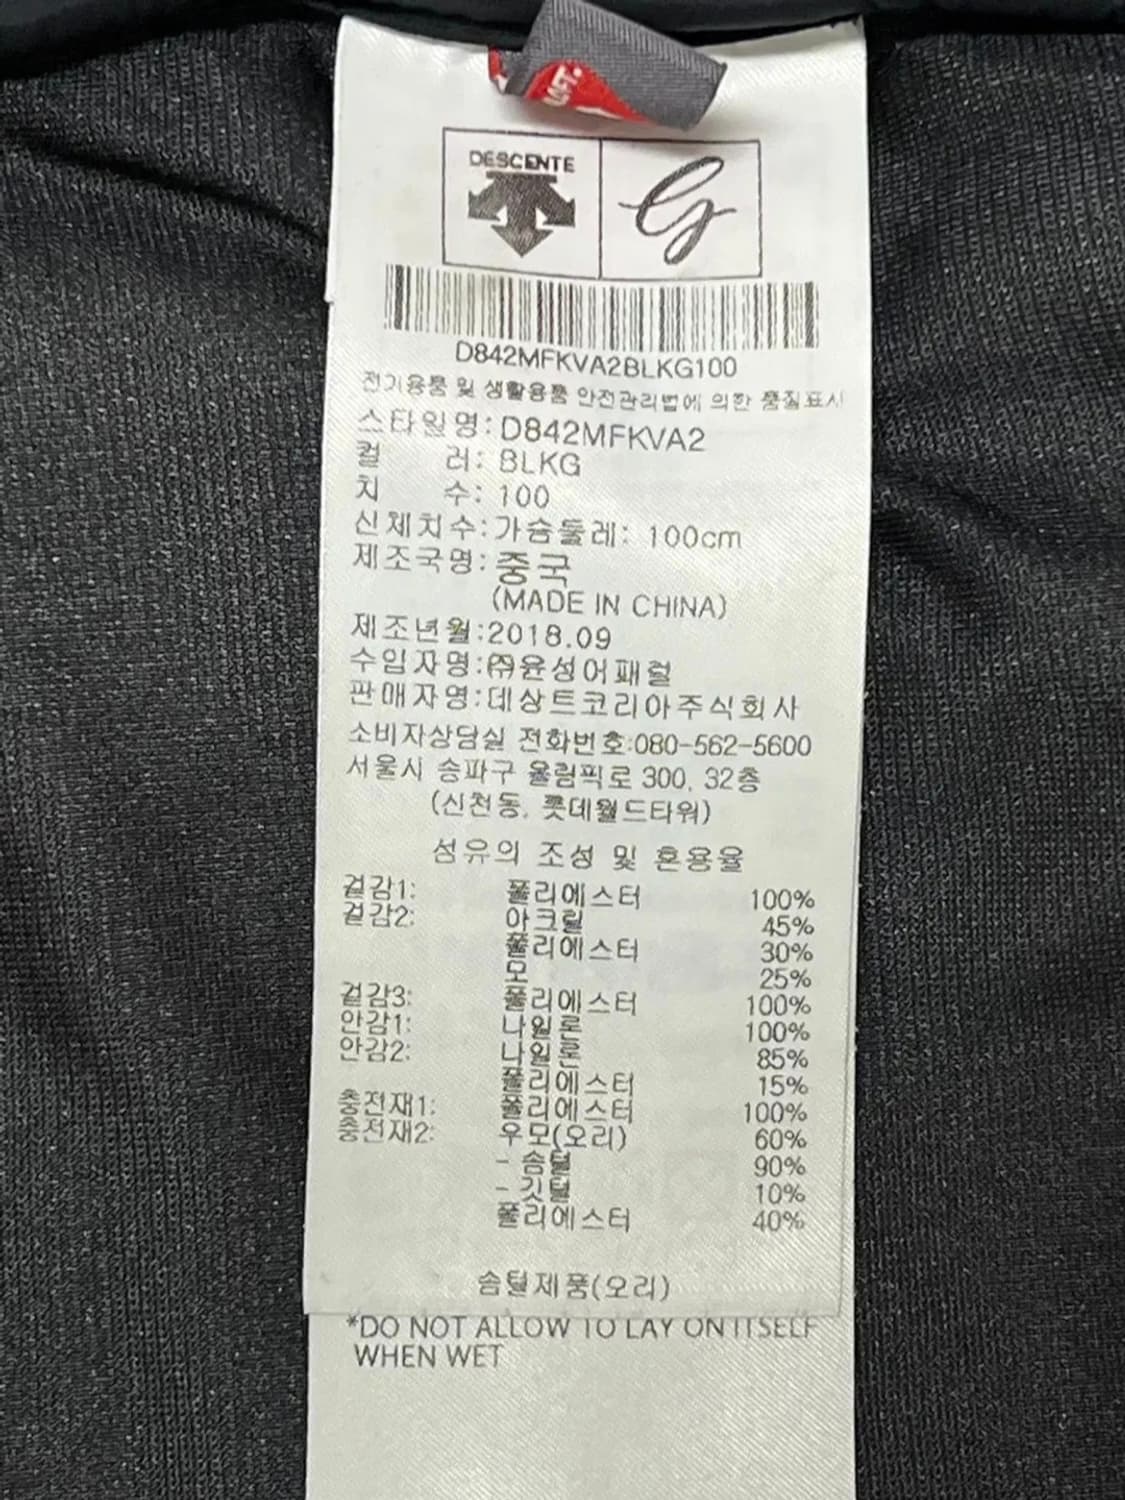 DESCENTE
D842MFKVA2BLKG100
전기용품 및 생활용품 안전관리법에 의한 품질표시
스타일명: D842MFKVA2
컬 러: BLKG
치 수: 100
신체치수: 가슴둘레: 100cm
제조국명: 중국
(MADE IN CHINA)
제조년월:2018.09
수입자명:㈜윤성어패럴
판매자명:데상트코리아주식회사
소비자상담실 전화번호:080-562-5600
서울시 송파구 올림픽로 300, 32층
(신천동, 롯데월드타워)
섬유의 조성 및 혼용율
겉감1: 폴리에스터 100%
겉감2: 아크릴 45%
폴리에스터 30%
모 25%
겉감3: 폴리에스터 100%
안감1: 나일론 100%
안감2: 나일론 85%
폴리에스터 15%
충전재1: 폴리에스터 100%
충전재2: 우모(오리) 60%
- 솜털 90%
- 깃털 10%
폴리에스터 40%
솜털제품(오리)
*DO NOT ALLOW TO LAY ON ITSELF
WHEN WET